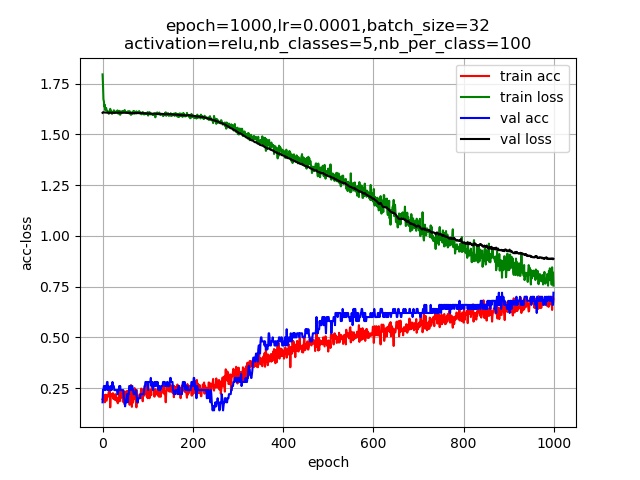 epoch=1000,lr=0.0001,batch_size=32
activation=relu,nb_classes=5,nb_per_class=100
train acc
train loss
val acc
val loss
1.75
1.50
1.25
1.00
0.75
0.50
0.25
acc-loss
0 200 400 600 800 1000
epoch